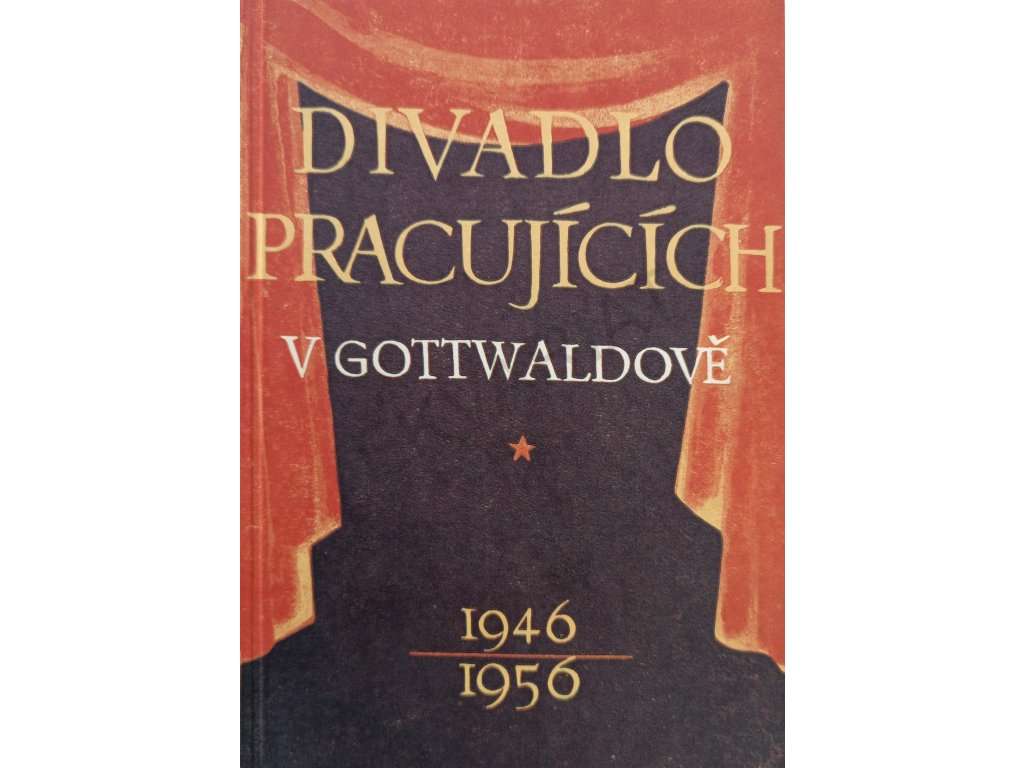 DIVADLO
PRACUJÍCÍCH
V GOTTWALDOVĚ
1946
1956